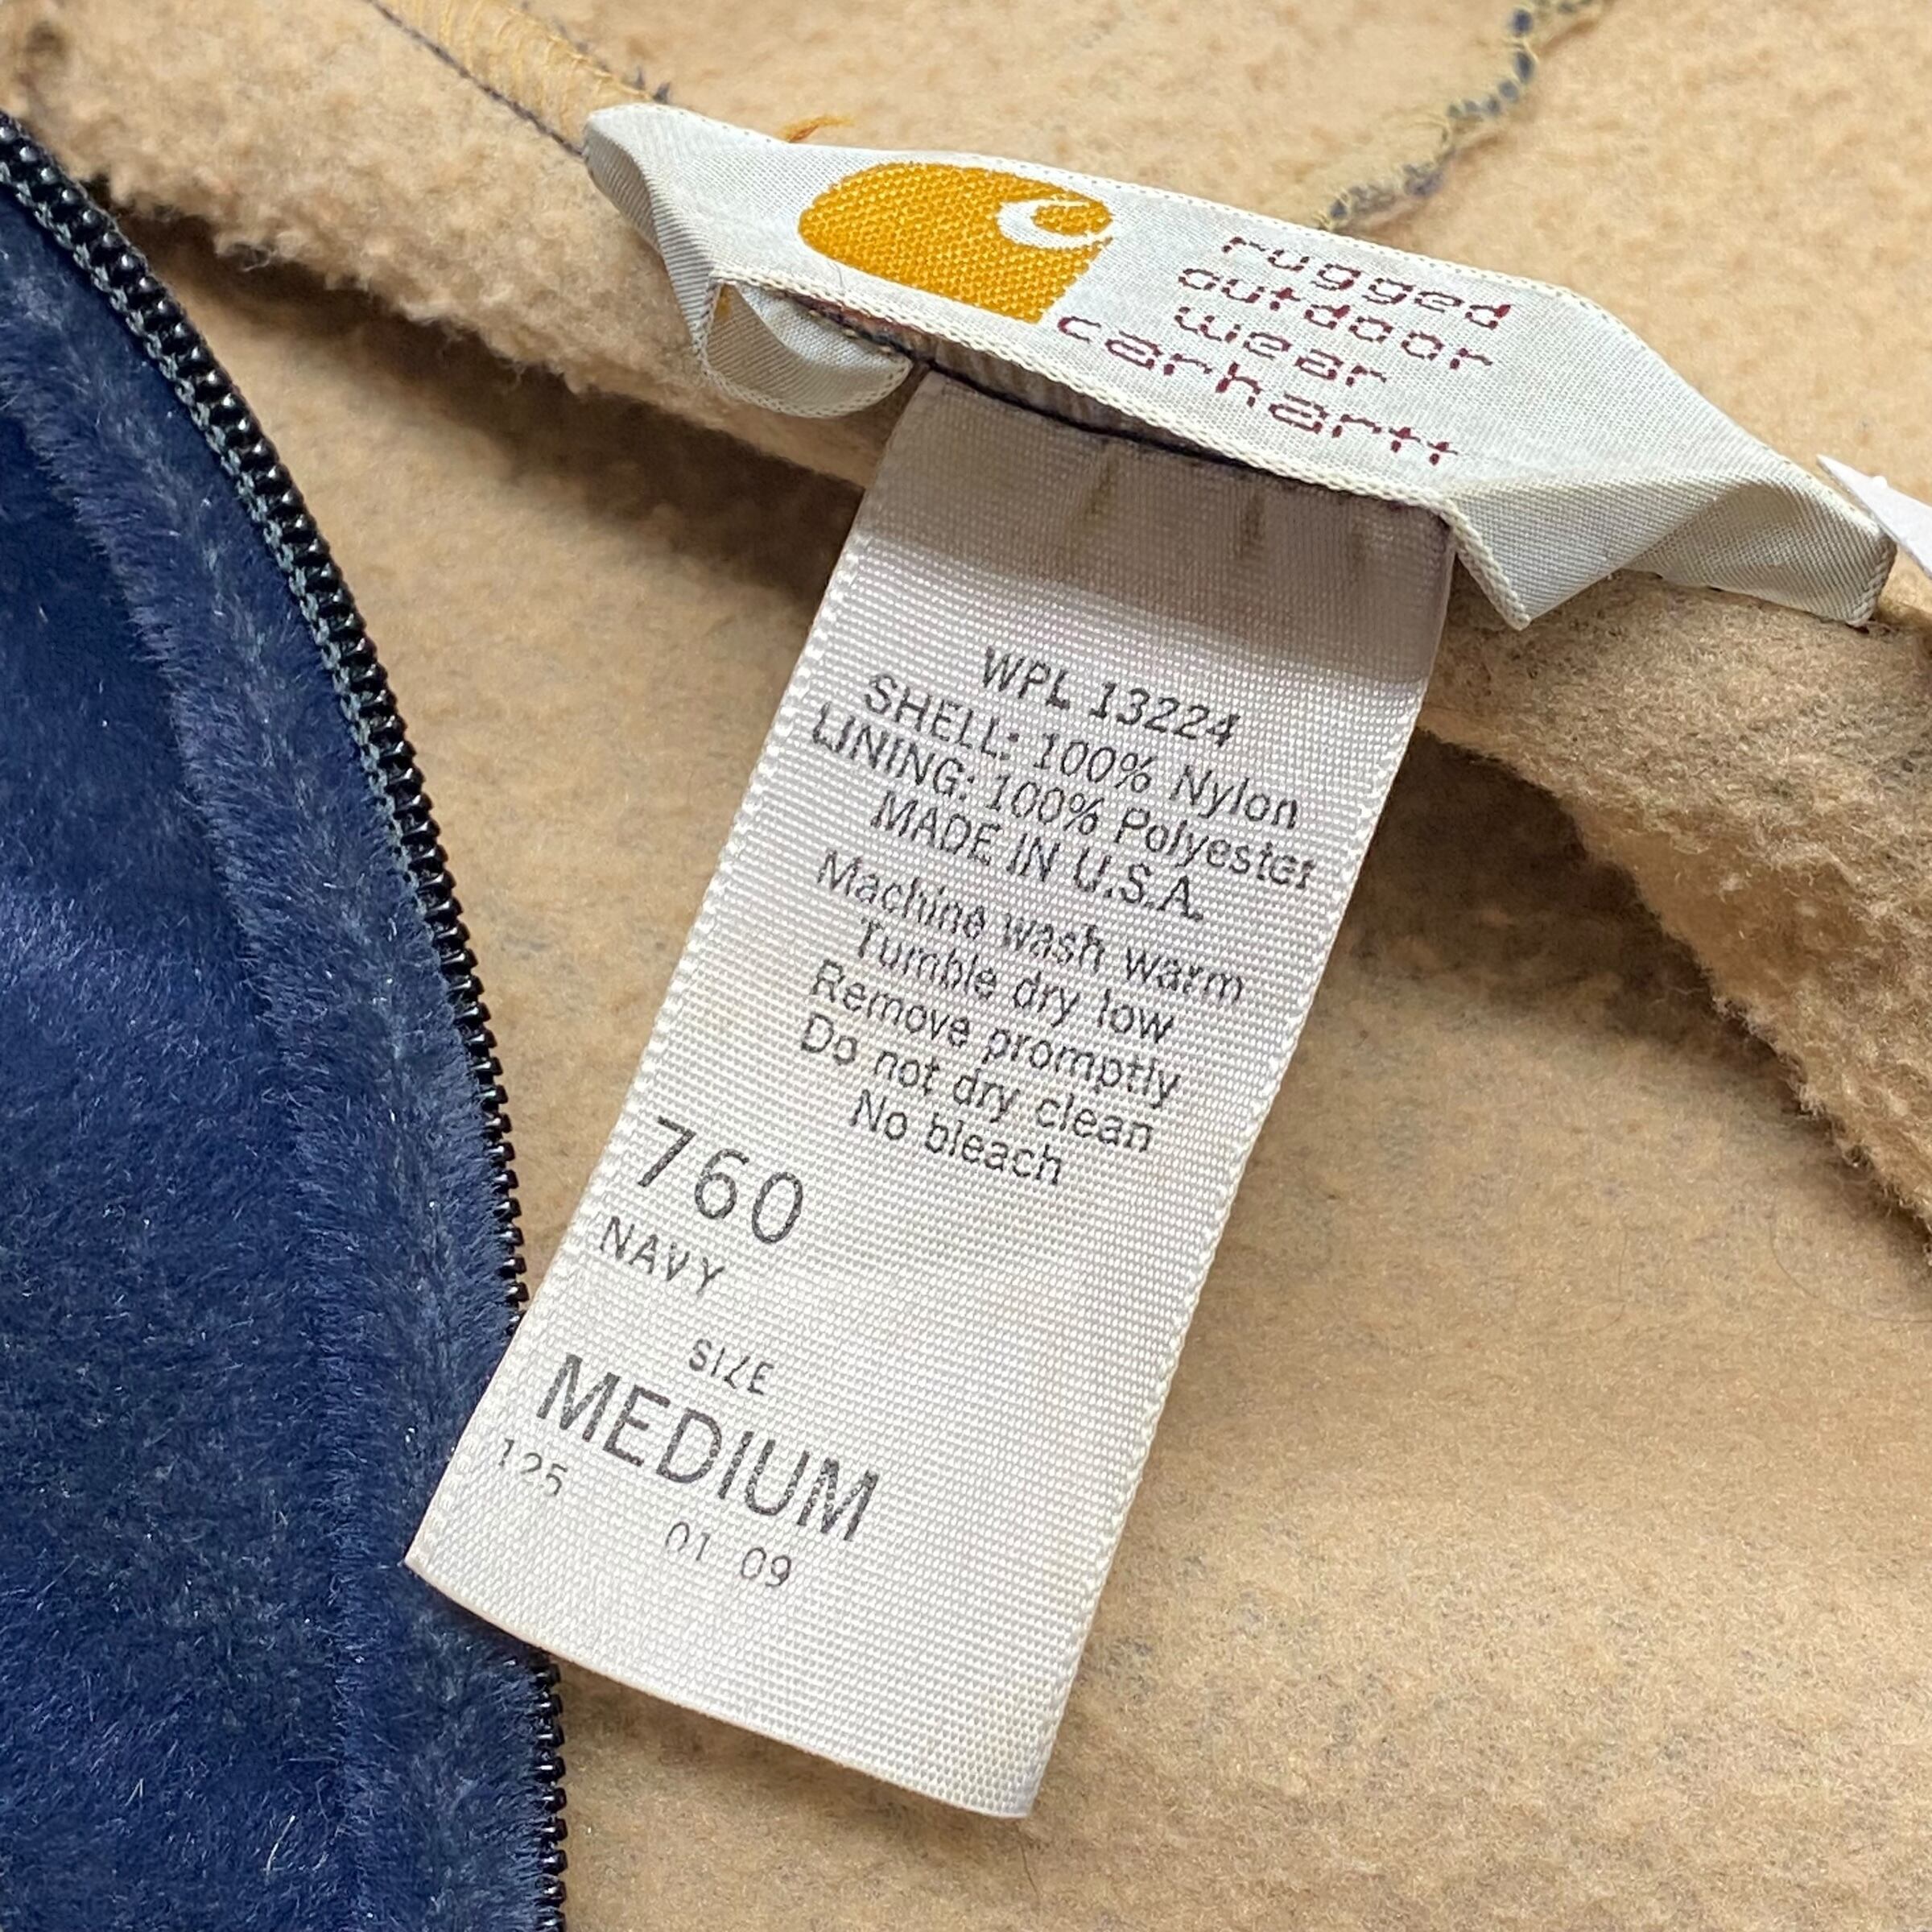 rugged
outdoor
wear
carhartt
WPL 13224
SHELL: 100% Nylon
LINING: 100% Polyester
MADE IN U.S.A.
Machine wash warm
Tumble dry low
Remove promptly
Do not dry clean
No bleach
760
NAVY
SIZE
MEDIUM
125
01 09